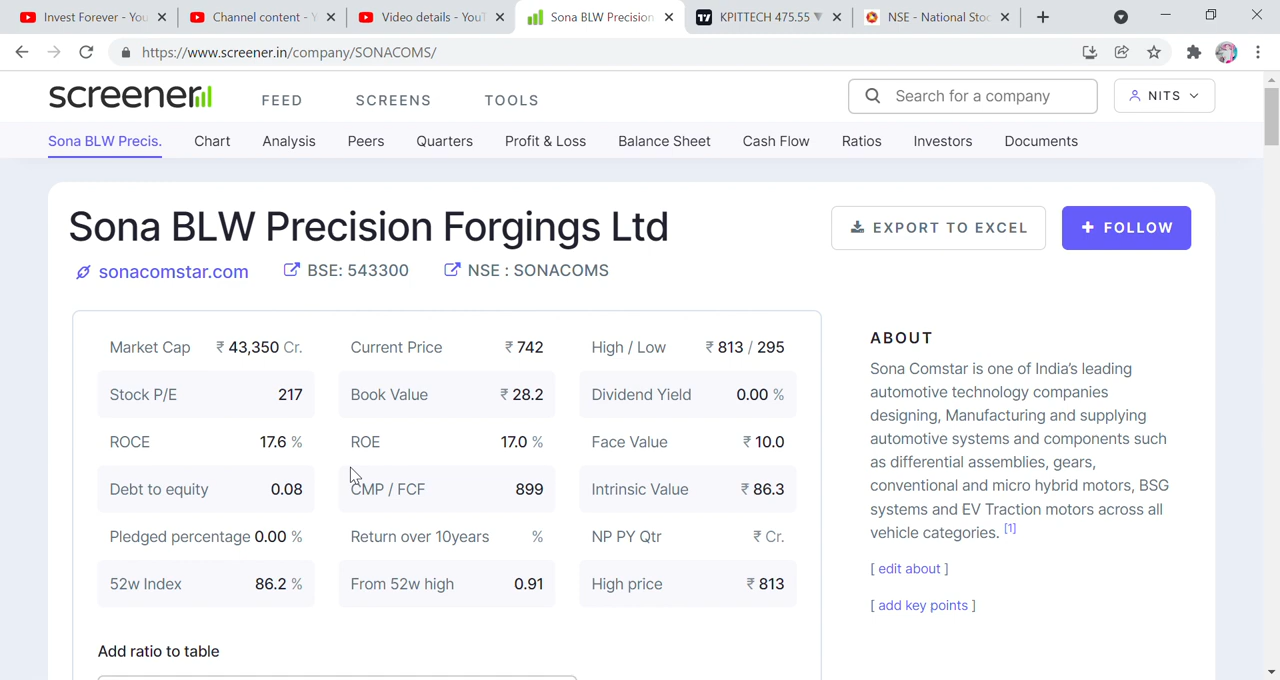 Invest Forever - You
Channel content - Y
Video details - YouT
Sona BLW Precision
KPITTECH 475.55 ▼
NSE - National Stoc
https://www.screener.in/company/SONACOMS/
screener
FEED
SCREENS
TOOLS
Search for a company
NITS
Sona BLW Precis.
Chart
Analysis
Peers
Quarters
Profit & Loss
Balance Sheet
Cash Flow
Ratios
Investors
Documents
Sona BLW Precision Forgings Ltd
EXPORT TO EXCEL
+ FOLLOW
sonacomstar.com
BSE: 543300
NSE : SONACOMS
Market Cap ₹ 43,350 Cr.
Current Price ₹ 742
High / Low ₹ 813 / 295
Stock P/E 217
Book Value ₹ 28.2
Dividend Yield 0.00 %
ROCE 17.6 %
ROE 17.0 %
Face Value ₹ 10.0
Debt to equity 0.08
CMP / FCF 899
Intrinsic Value ₹ 86.3
Pledged percentage 0.00 %
Return over 10years %
NP PY Qtr ₹ Cr.
52w Index 86.2 %
From 52w high 0.91
High price ₹ 813
Add ratio to table
ABOUT
Sona Comstar is one of India's leading
automotive technology companies
designing, Manufacturing and supplying
automotive systems and components such
as differential assemblies, gears,
conventional and micro hybrid motors, BSG
systems and EV Traction motors across all
vehicle categories. [1]
[ edit about ]
[ add key points ]